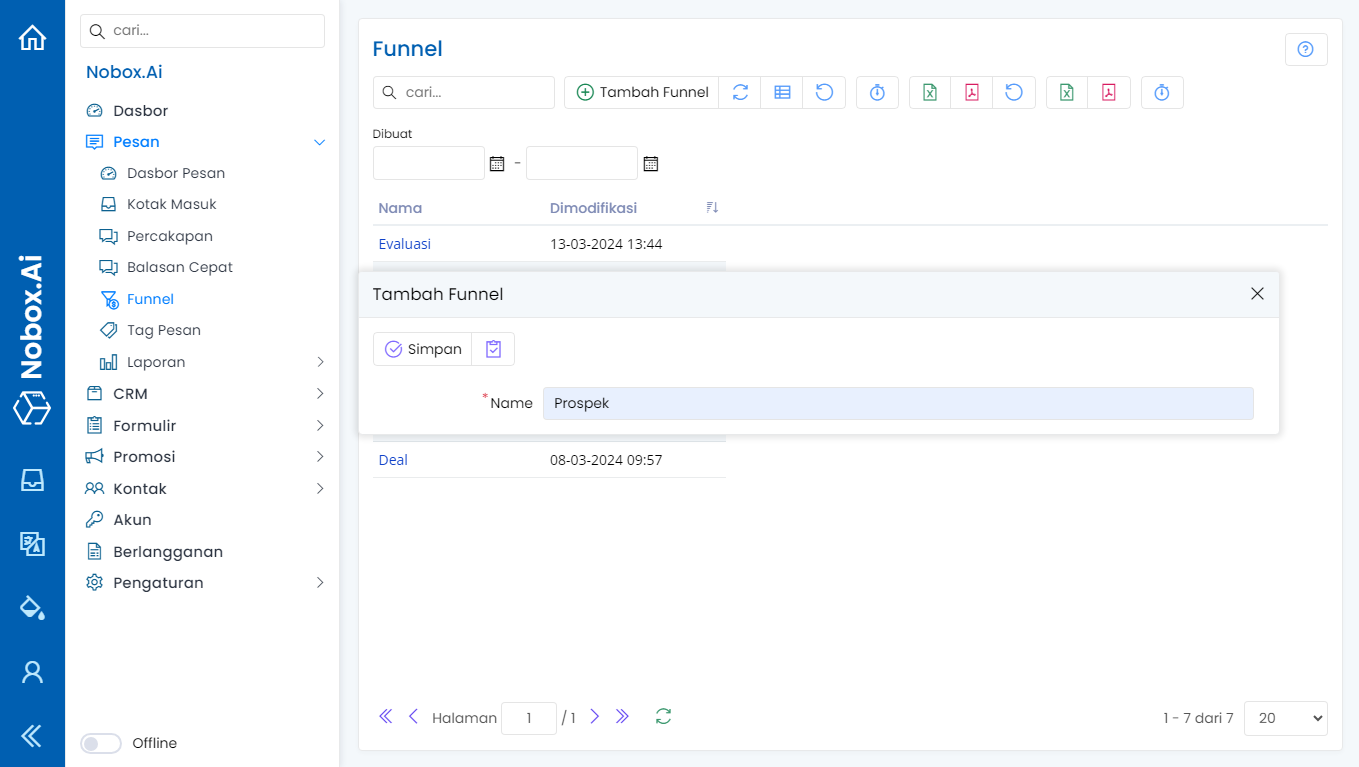 Nobox.Ai
cari...
Nobox.Ai
Dasbor
Pesan
Dasbor Pesan
Kotak Masuk
Percakapan
Balasan Cepat
Funnel
Tag Pesan
Laporan
CRM
Formulir
Promosi
Kontak
Akun
Berlangganan
Pengaturan
Offline
Funnel
cari... Tambah Funnel
Dibuat
-
Nama Dimodifikasi
Evaluasi 13-03-2024 13:44
Tambah Funnel
Simpan
*Name Prospek
Deal 08-03-2024 09:57
Halaman 1 / 1 1 - 7 dari 7 20